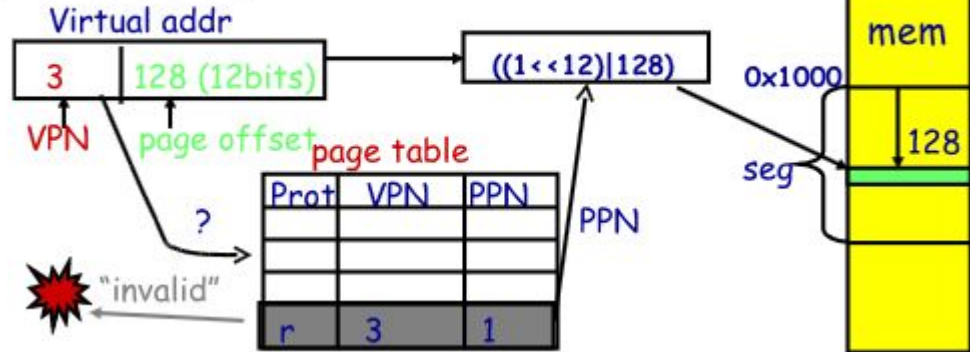 Virtual addr
3
128 (12bits)
VPN
page offset
((1<<12)|128)
mem
0x1000
128
seg
page table
Prot VPN PPN
?
PPN
"invalid"
r 3 1